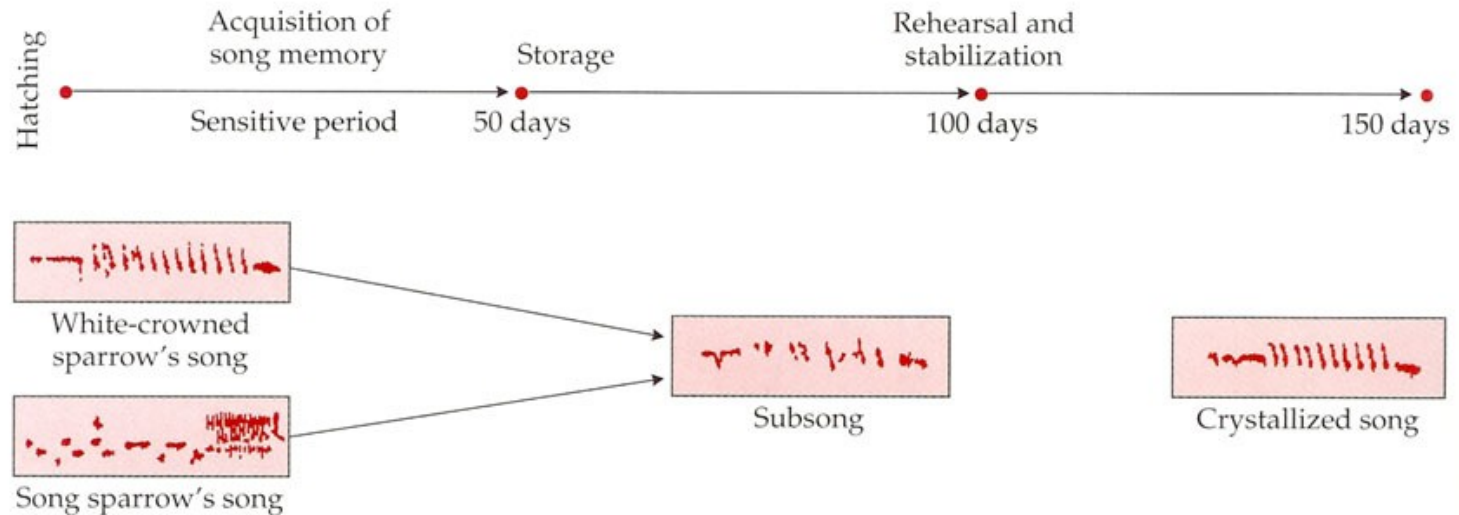 Hatching
Acquisition of
song memory
Storage
Rehearsal and
stabilization
Sensitive period
50 days
100 days
150 days
White-crowned
sparrow’s song
Song sparrow’s song
Subsong
Crystallized song